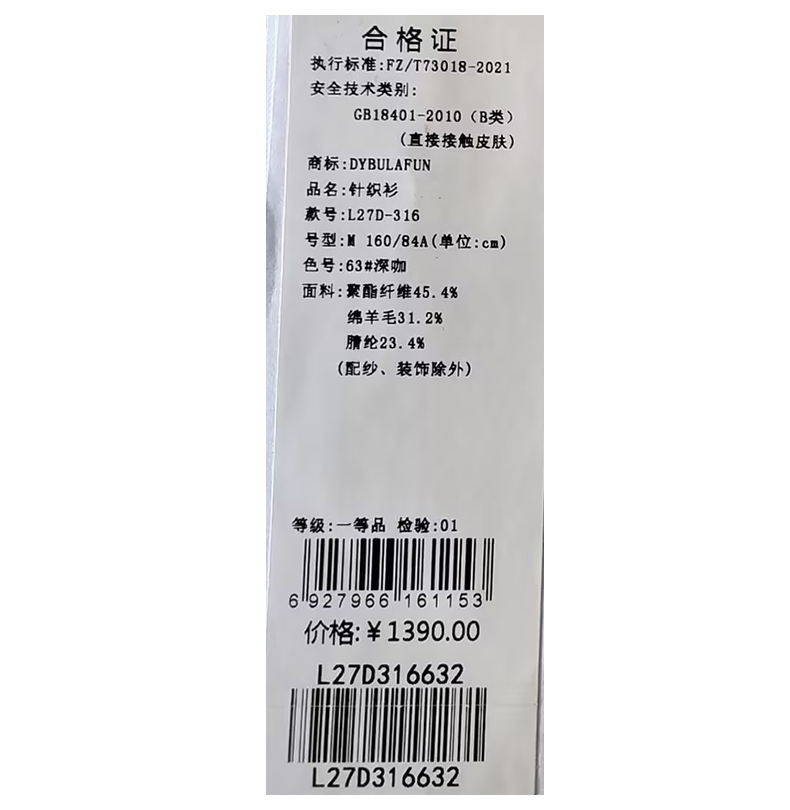 合格证
执行标准:FZ/T73018-2021
安全技术类别:
GB18401-2010（B类）
(直接接触皮肤)
商标:DYBULAFUN
品名:针织衫
款号:L27D-316
号型:M 160/84A(单位:cm)
色号:63#深咖
面料:聚酯纤维45.4%
绵羊毛31.2%
腈纶23.4%
(配纱、装饰除外)
等级:一等品 检验:01
6 927966 161153
价格:￥1390.00
L27D316632
L27D316632